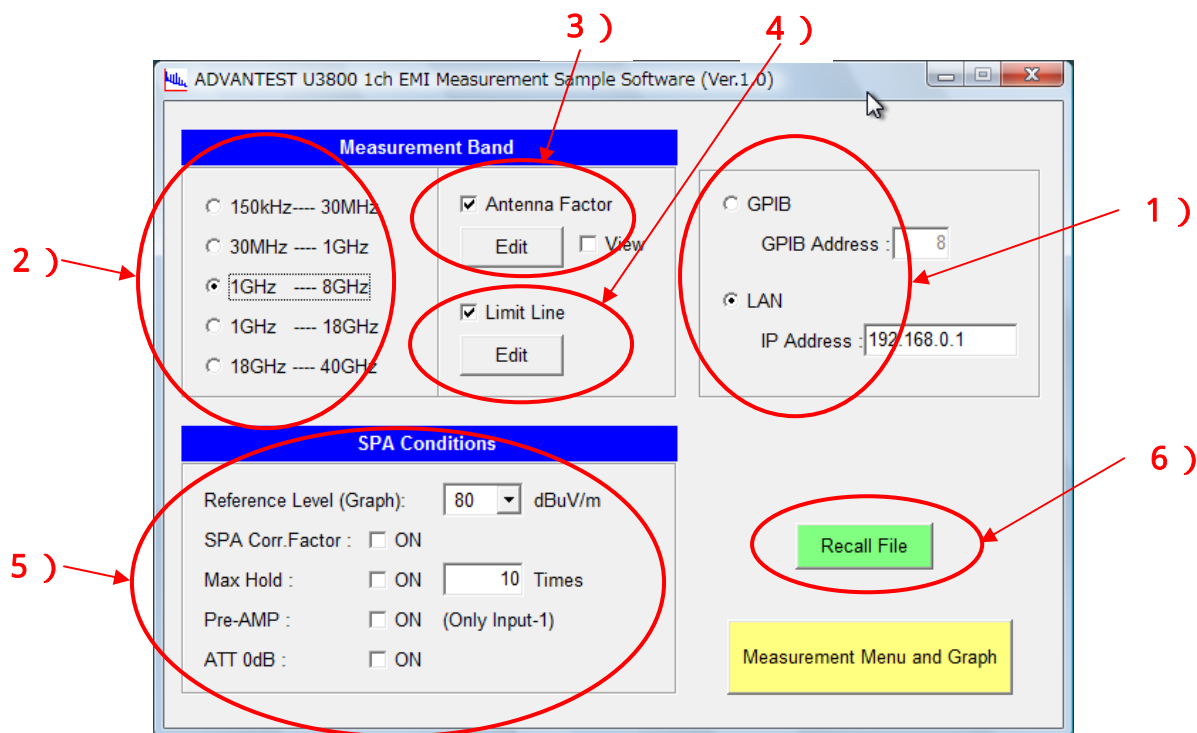 3 )
4 )
ADVANTEST U3800 1ch EMI Measurement Sample Software (Ver.1.0)
Measurement Band
150kHz---- 30MHz
30MHz ---- 1GHz
1GHz ---- 8GHz
1GHz ---- 18GHz
18GHz ---- 40GHz
Antenna Factor
Edit
View
Limit Line
Edit
GPIB
GPIB Address : 8
LAN
IP Address : 192.168.0.1
1 )
2 )
SPA Conditions
Reference Level (Graph): 80 dBuV/m
SPA Corr.Factor : ON
Max Hold : ON 10 Times
Pre-AMP : ON (Only Input-1)
ATT 0dB : ON
5 )
6 )
Recall File
Measurement Menu and Graph